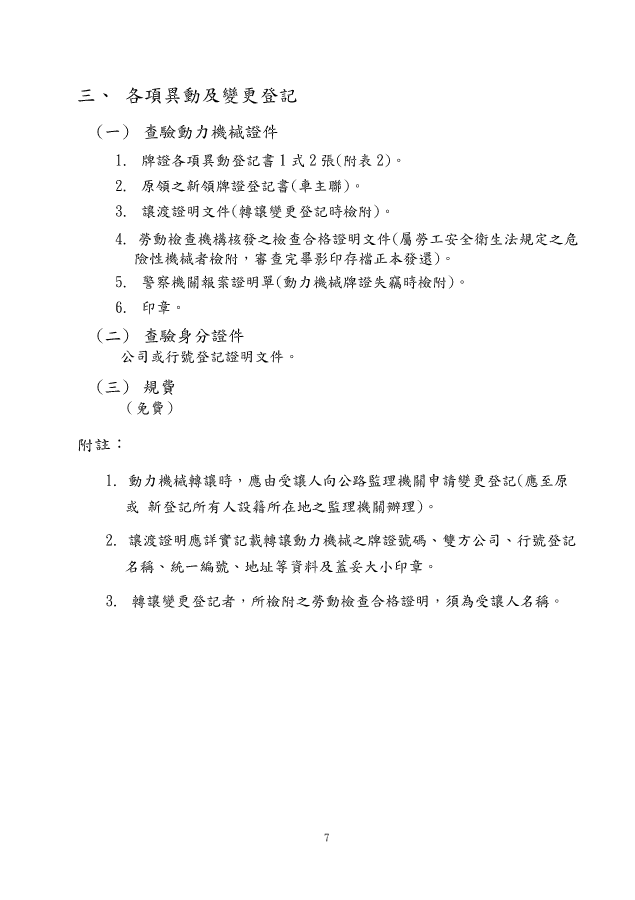 三、 各項異動及變更登記
(一) 查驗動力機械證件
1. 牌證各項異動登記書1式2張(附表2)。
2. 原領之新領牌證登記書(車主聯)。
3. 讓渡證明文件(轉讓變更登記時檢附)。
4. 勞動檢查機構核發之檢查合格證明文件(屬勞工安全衛生法規定之危
險性機械者檢附，審查完畢影印存檔正本發還)。
5. 警察機關報案證明單(動力機械牌證失竊時檢附)。
6. 印章。
(二) 查驗身分證件
公司或行號登記證明文件。
(三) 規費
(免費)
附註：
1. 動力機械轉讓時，應由受讓人向公路監理機關申請變更登記(應至原
或 新登記所有人設籍所在地之監理機關辦理)。
2. 讓渡證明應詳實記載轉讓動力機械之牌證號碼、雙方公司、行號登記
名稱、統一編號、地址等資料及蓋妥大小印章。
3. 轉讓變更登記者，所檢附之勞動檢查合格證明，須為受讓人名稱。
7